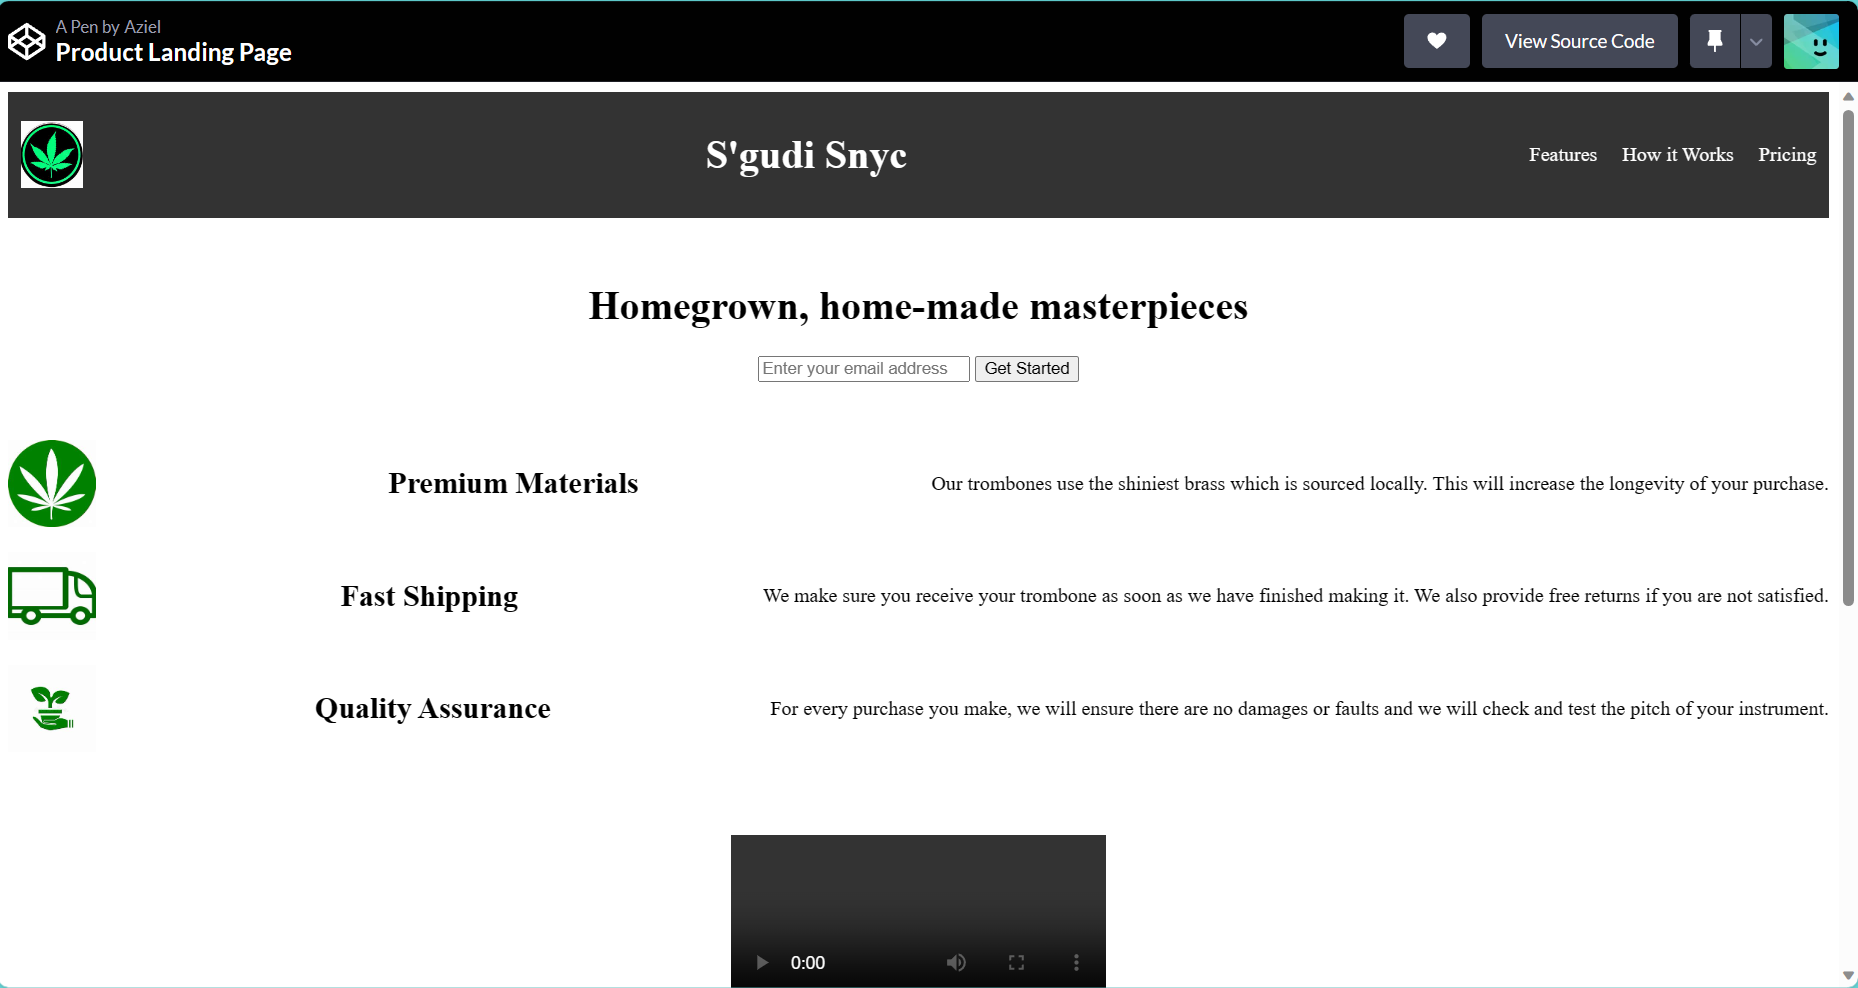 A Pen by Aziel
Product Landing Page
View Source Code
S'gudi Snyc
Features How it Works Pricing
Homegrown, home-made masterpieces
Enter your email address Get Started
Premium Materials
Our trombones use the shiniest brass which is sourced locally. This will increase the longevity of your purchase.
Fast Shipping
We make sure you receive your trombone as soon as we have finished making it. We also provide free returns if you are not satisfied.
Quality Assurance
For every purchase you make, we will ensure there are no damages or faults and we will check and test the pitch of your instrument.
0:00